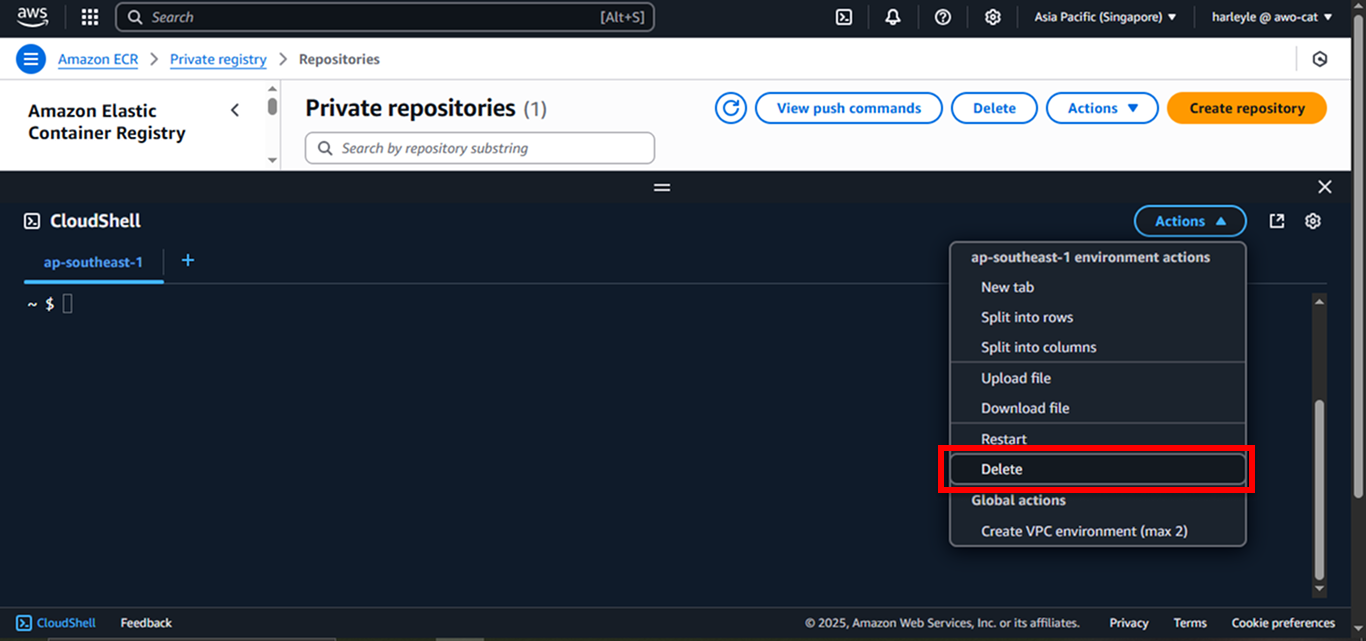 aws
Search [Alt+S]
Asia Pacific (Singapore) ▼
harleyle @ awo-cat ▼
Amazon ECR > Private registry > Repositories
Amazon Elastic
Container Registry
Private repositories (1)
View push commands
Delete
Actions ▼
Create repository
Search by repository substring
CloudShell
Actions ▲
ap-southeast-1
+
~ $
ap-southeast-1 environment actions
New tab
Split into rows
Split into columns
Upload file
Download file
Restart
Delete
Global actions
Create VPC environment (max 2)
CloudShell
Feedback
© 2025, Amazon Web Services, Inc. or its affiliates.
Privacy
Terms
Cookie preferences